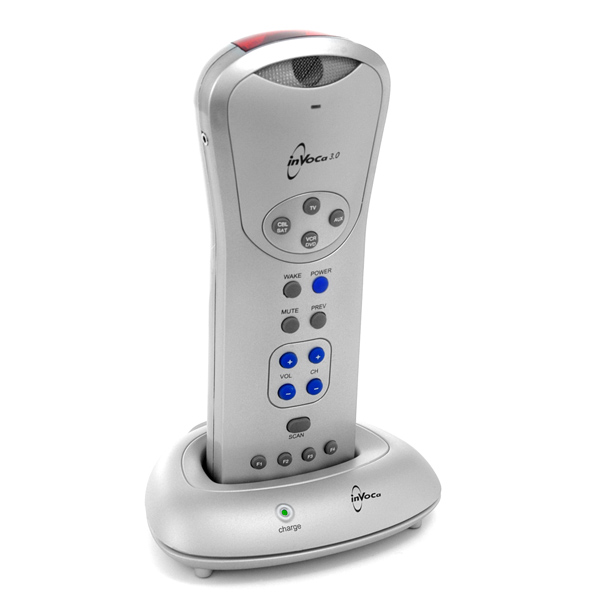 inVoca 3.0
TV
CBL
SAT
AUX
VCR
DVD
WAKE POWER
MUTE PREV
+ +
VOL CH
- -
SCAN
F1 F2 F3 F4
inVoca
charge